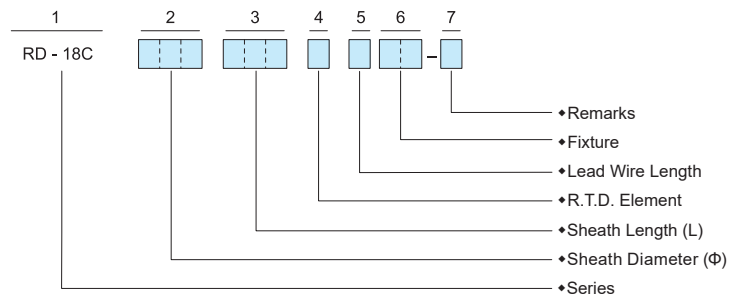 1 2 3 4 5 6 7
RD - 18C –
◆Remarks
◆Fixture
◆Lead Wire Length
◆R.T.D. Element
◆Sheath Length (L)
◆Sheath Diameter (Φ)
◆Series